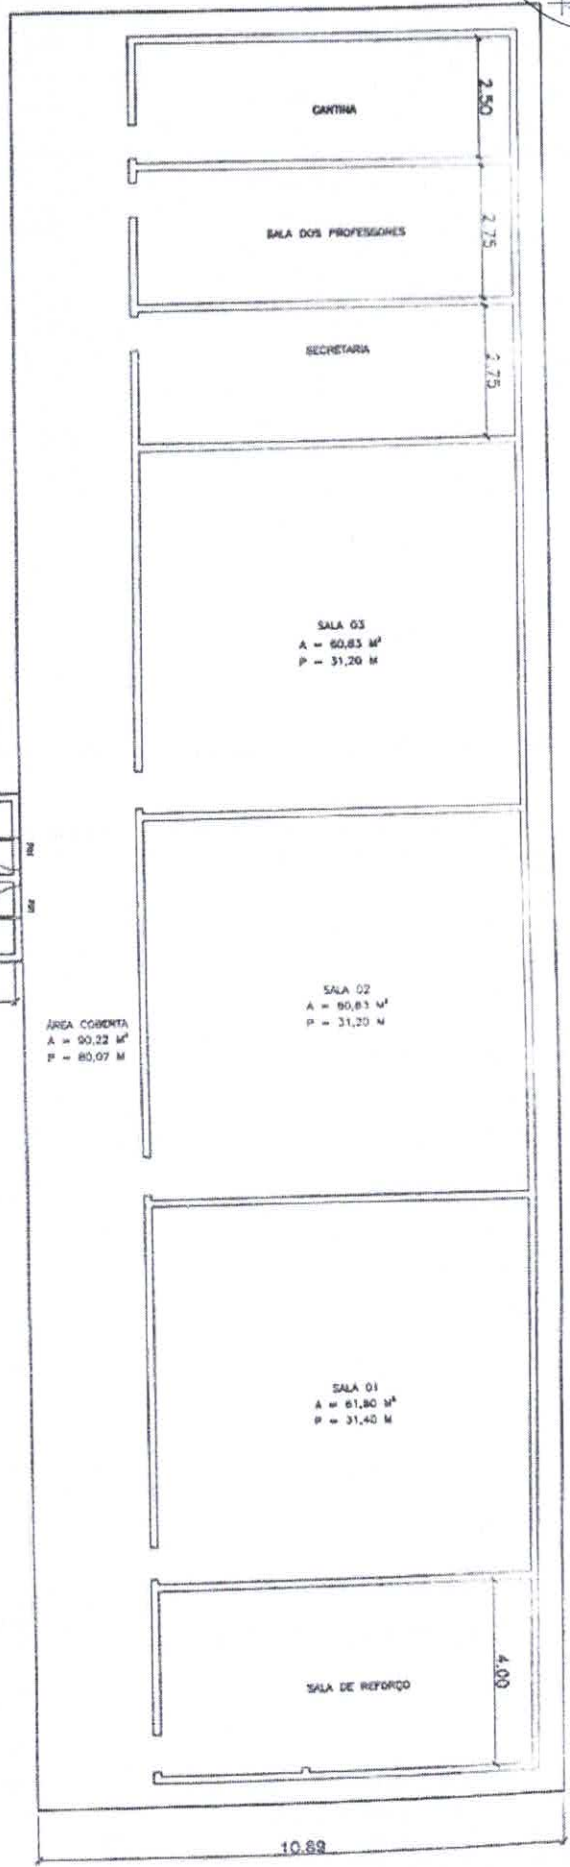 CANTINA
2.50
SALA DOS PROFESSORES
2.75
SECRETARIA
2.75
SALA 03
A = 60,83 M²
P = 31,20 M
SALA 02
A = 60,83 M²
P = 31,20 M
ÁREA COBERTA
A = 90,22 M²
P = 80,07 M
SALA 01
A = 61,80 M²
P = 31,40 M
SALA DE REFORÇO
4.00
10.89